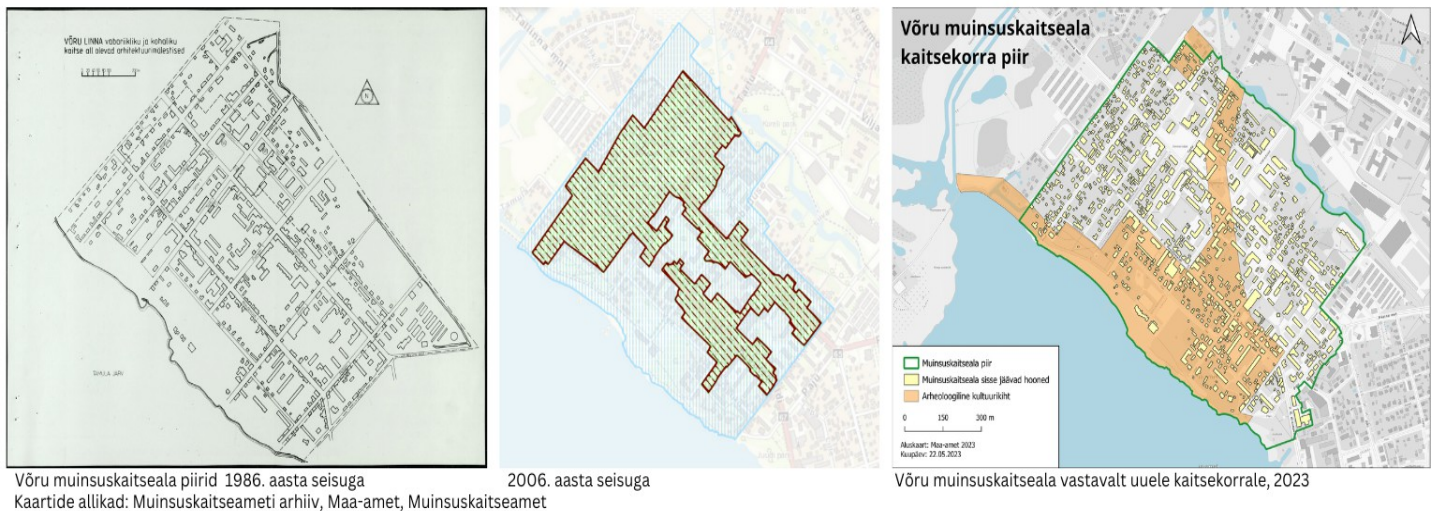 VÕRU LINNA vabariikliku ja kohaliku
kaitse all olevad arhitektuurimälestised
N
TAMULA JÄRV
Võru muinsuskaitseala
kaitsekorra piir
Muinsuskaitseala piir
Muinsuskaitseala sisse jäävad hooned
Arheoloogiline kultuurikiht
0 150 300 m
Aluskaart: Maa-amet 2023
Kuupäev: 22.05.2023
Võru muinsuskaitseala piirid 1986. aasta seisuga
2006. aasta seisuga
Võru muinsuskaitseala vastavalt uuele kaitsekorrale, 2023
Kaartide allikad: Muinsuskaitseameti arhiiv, Maa-amet, Muinsuskaitseamet